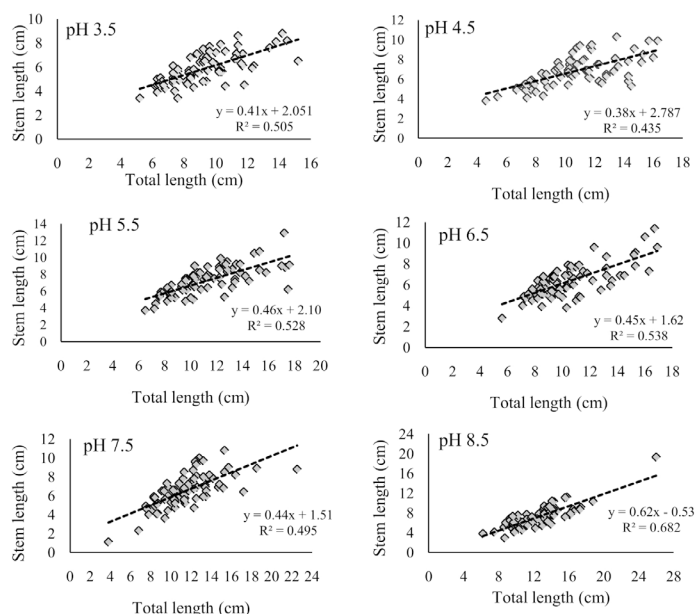 pH 3.5
Stem length (cm)
10
8
6
4
2
0
y = 0.41x + 2.051
R² = 0.505
0 2 4 6 8 10 12 14 16
Total length (cm)
pH 4.5
Stem length (cm)
12
10
8
6
4
2
0
y = 0.38x + 2.787
R² = 0.435
0 2 4 6 8 10 12 14 16 18
Total length (cm)
pH 5.5
Stem length (cm)
14
12
10
8
6
4
2
0
y = 0.46x + 2.10
R² = 0.528
0 2 4 6 8 10 12 14 16 18 20
Total length (cm)
pH 6.5
Stem length (cm)
12
10
8
6
4
2
0
y = 0.45x + 1.62
R² = 0.538
0 2 4 6 8 10 12 14 16 18
Total length (cm)
pH 7.5
Stem length (cm)
12
10
8
6
4
2
0
y = 0.44x + 1.51
R² = 0.495
0 2 4 6 8 10 12 14 16 18 20 22 24
Total length (cm)
pH 8.5
Stem length (cm)
24
20
16
12
8
4
0
y = 0.62x - 0.53
R² = 0.682
0 4 8 12 16 20 24 28
Total length (cm)